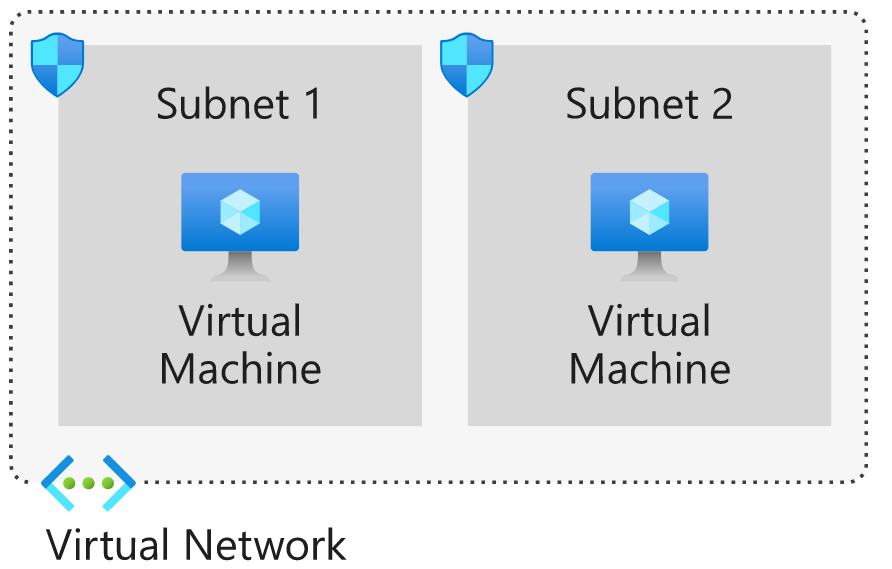 Subnet 1
Virtual
Machine
Subnet 2
Virtual
Machine
Virtual Network